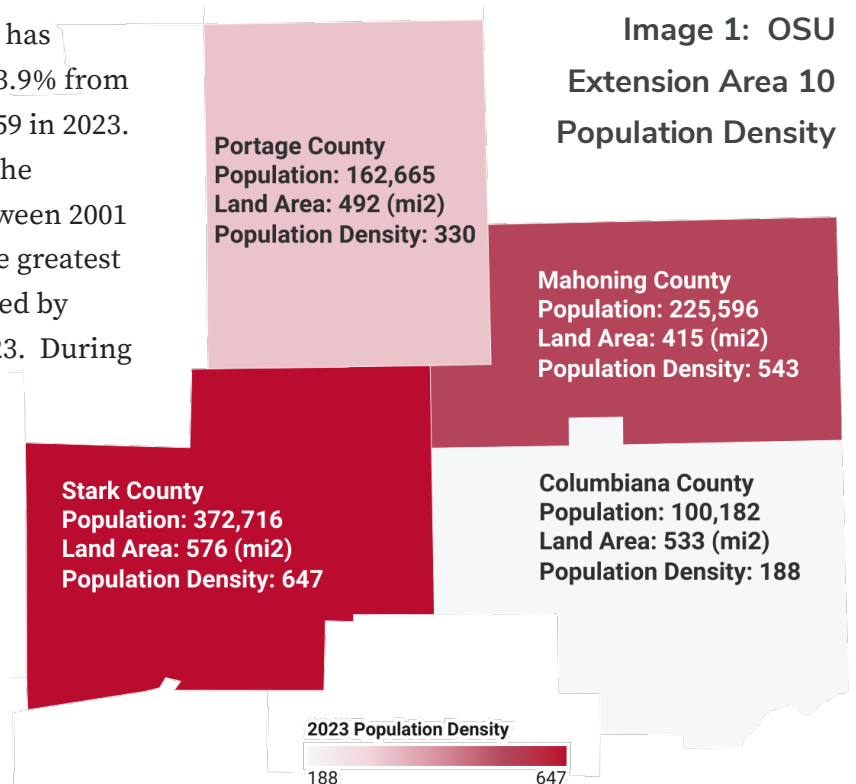 has
3.9% from
59 in 2023.
he
ween 2001
e greatest
ed by
23. During
Image 1: OSU
Extension Area 10
Population Density
Portage County
Population: 162,665
Land Area: 492 (mi2)
Population Density: 330
Mahoning County
Population: 225,596
Land Area: 415 (mi2)
Population Density: 543
Stark County
Population: 372,716
Land Area: 576 (mi2)
Population Density: 647
Columbiana County
Population: 100,182
Land Area: 533 (mi2)
Population Density: 188
2023 Population Density
188 647